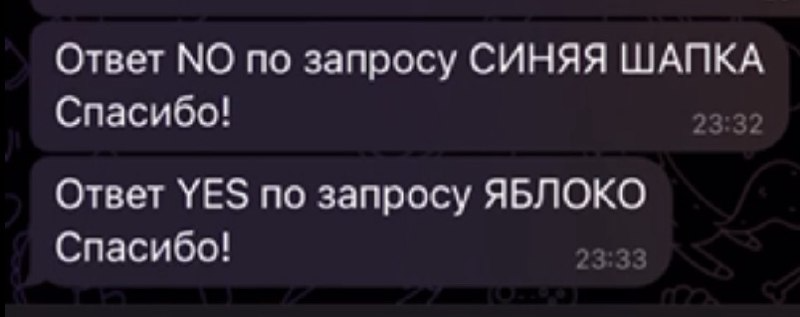 Ответ NO по запросу СИНЯЯ ШАПКА
Спасибо!
23:32
Ответ YES по запросу ЯБЛОКО
Спасибо!
23:33